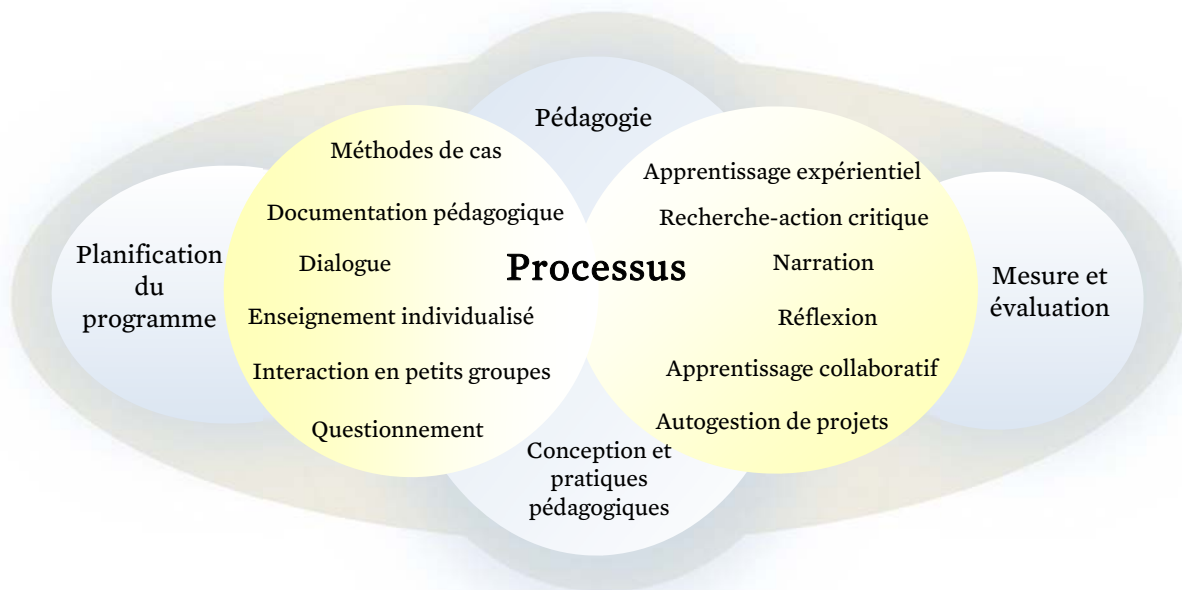 Pédagogie
Méthodes de cas
Documentation pédagogique
Dialogue
Enseignement individualisé
Interaction en petits groupes
Questionnement
Processus
Apprentissage expérientiel
Recherche-action critique
Narration
Réflexion
Apprentissage collaboratif
Autogestion de projets
Planification
du
programme
Mesure et
évaluation
Conception et
pratiques
pédagogiques